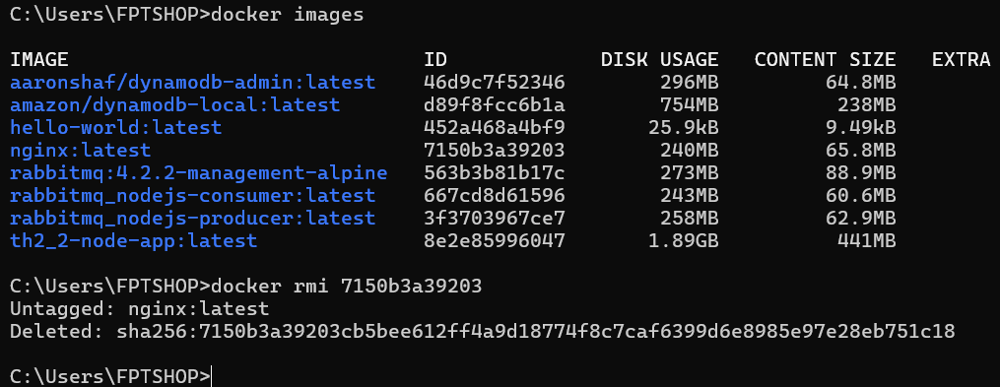 C:\Users\FPTSHOP>docker images
IMAGE ID DISK USAGE CONTENT SIZE EXTRA
aaronshaf/dynamodb-admin:latest 46d9c7f52346 296MB 64.8MB
amazon/dynamodb-local:latest d89f8fcc6b1a 754MB 238MB
hello-world:latest 452a468a4bf9 25.9kB 9.49kB
nginx:latest 7150b3a39203 240MB 65.8MB
rabbitmq:4.2.2-management-alpine 563b3b81b17c 273MB 88.9MB
rabbitmq_nodejs-consumer:latest 667cd8d61596 243MB 60.6MB
rabbitmq_nodejs-producer:latest 3f3703967ce7 258MB 62.9MB
th2_2-node-app:latest 8e2e85996047 1.89GB 441MB
C:\Users\FPTSHOP>docker rmi 7150b3a39203
Untagged: nginx:latest
Deleted: sha256:7150b3a39203cb5bee612ff4a9d18774f8c7caf6399d6e8985e97e28eb751c18
C:\Users\FPTSHOP>